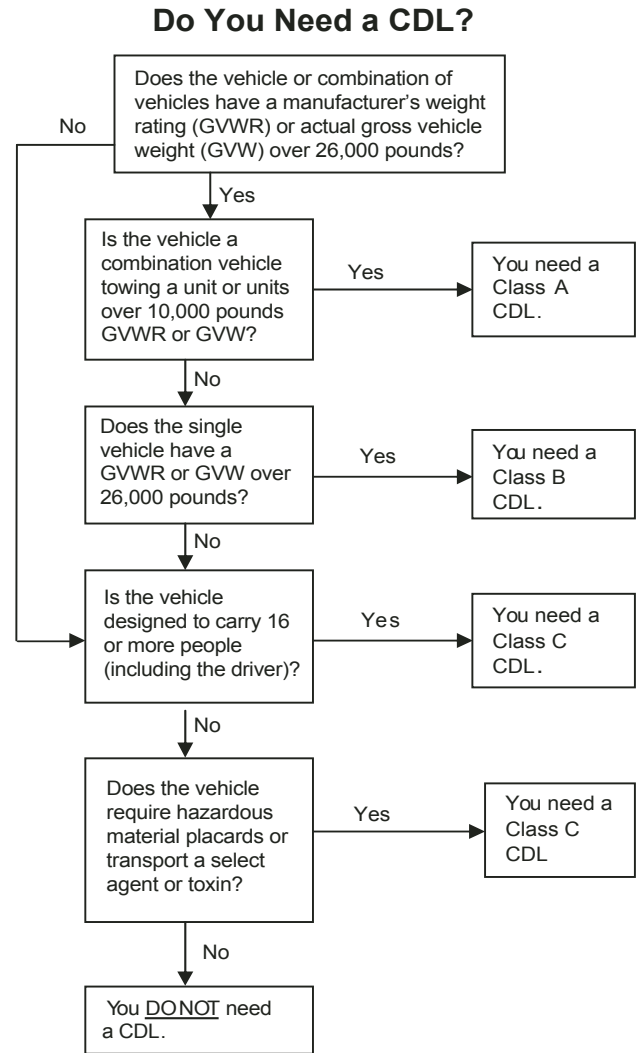 Do You Need a CDL?
Does the vehicle or combination of
vehicles have a manufacturer's weight
rating (GVWR) or actual gross vehicle
weight (GVW) over 26,000 pounds?
No
Yes
Is the vehicle a
combination vehicle
towing a unit or units
over 10,000 pounds
GVWR or GVW?
Yes
You need a
Class A
CDL.
No
Does the single
vehicle have a
GVWR or GVW over
26,000 pounds?
Yes
You need a
Class B
CDL.
No
Is the vehicle
designed to carry 16
or more people
(including the driver)?
Yes
You need a
Class C
CDL.
No
Does the vehicle
require hazardous
material placards or
transport a select
agent or toxin?
Yes
You need a
Class C
CDL
No
You DO NOT need
a CDL.